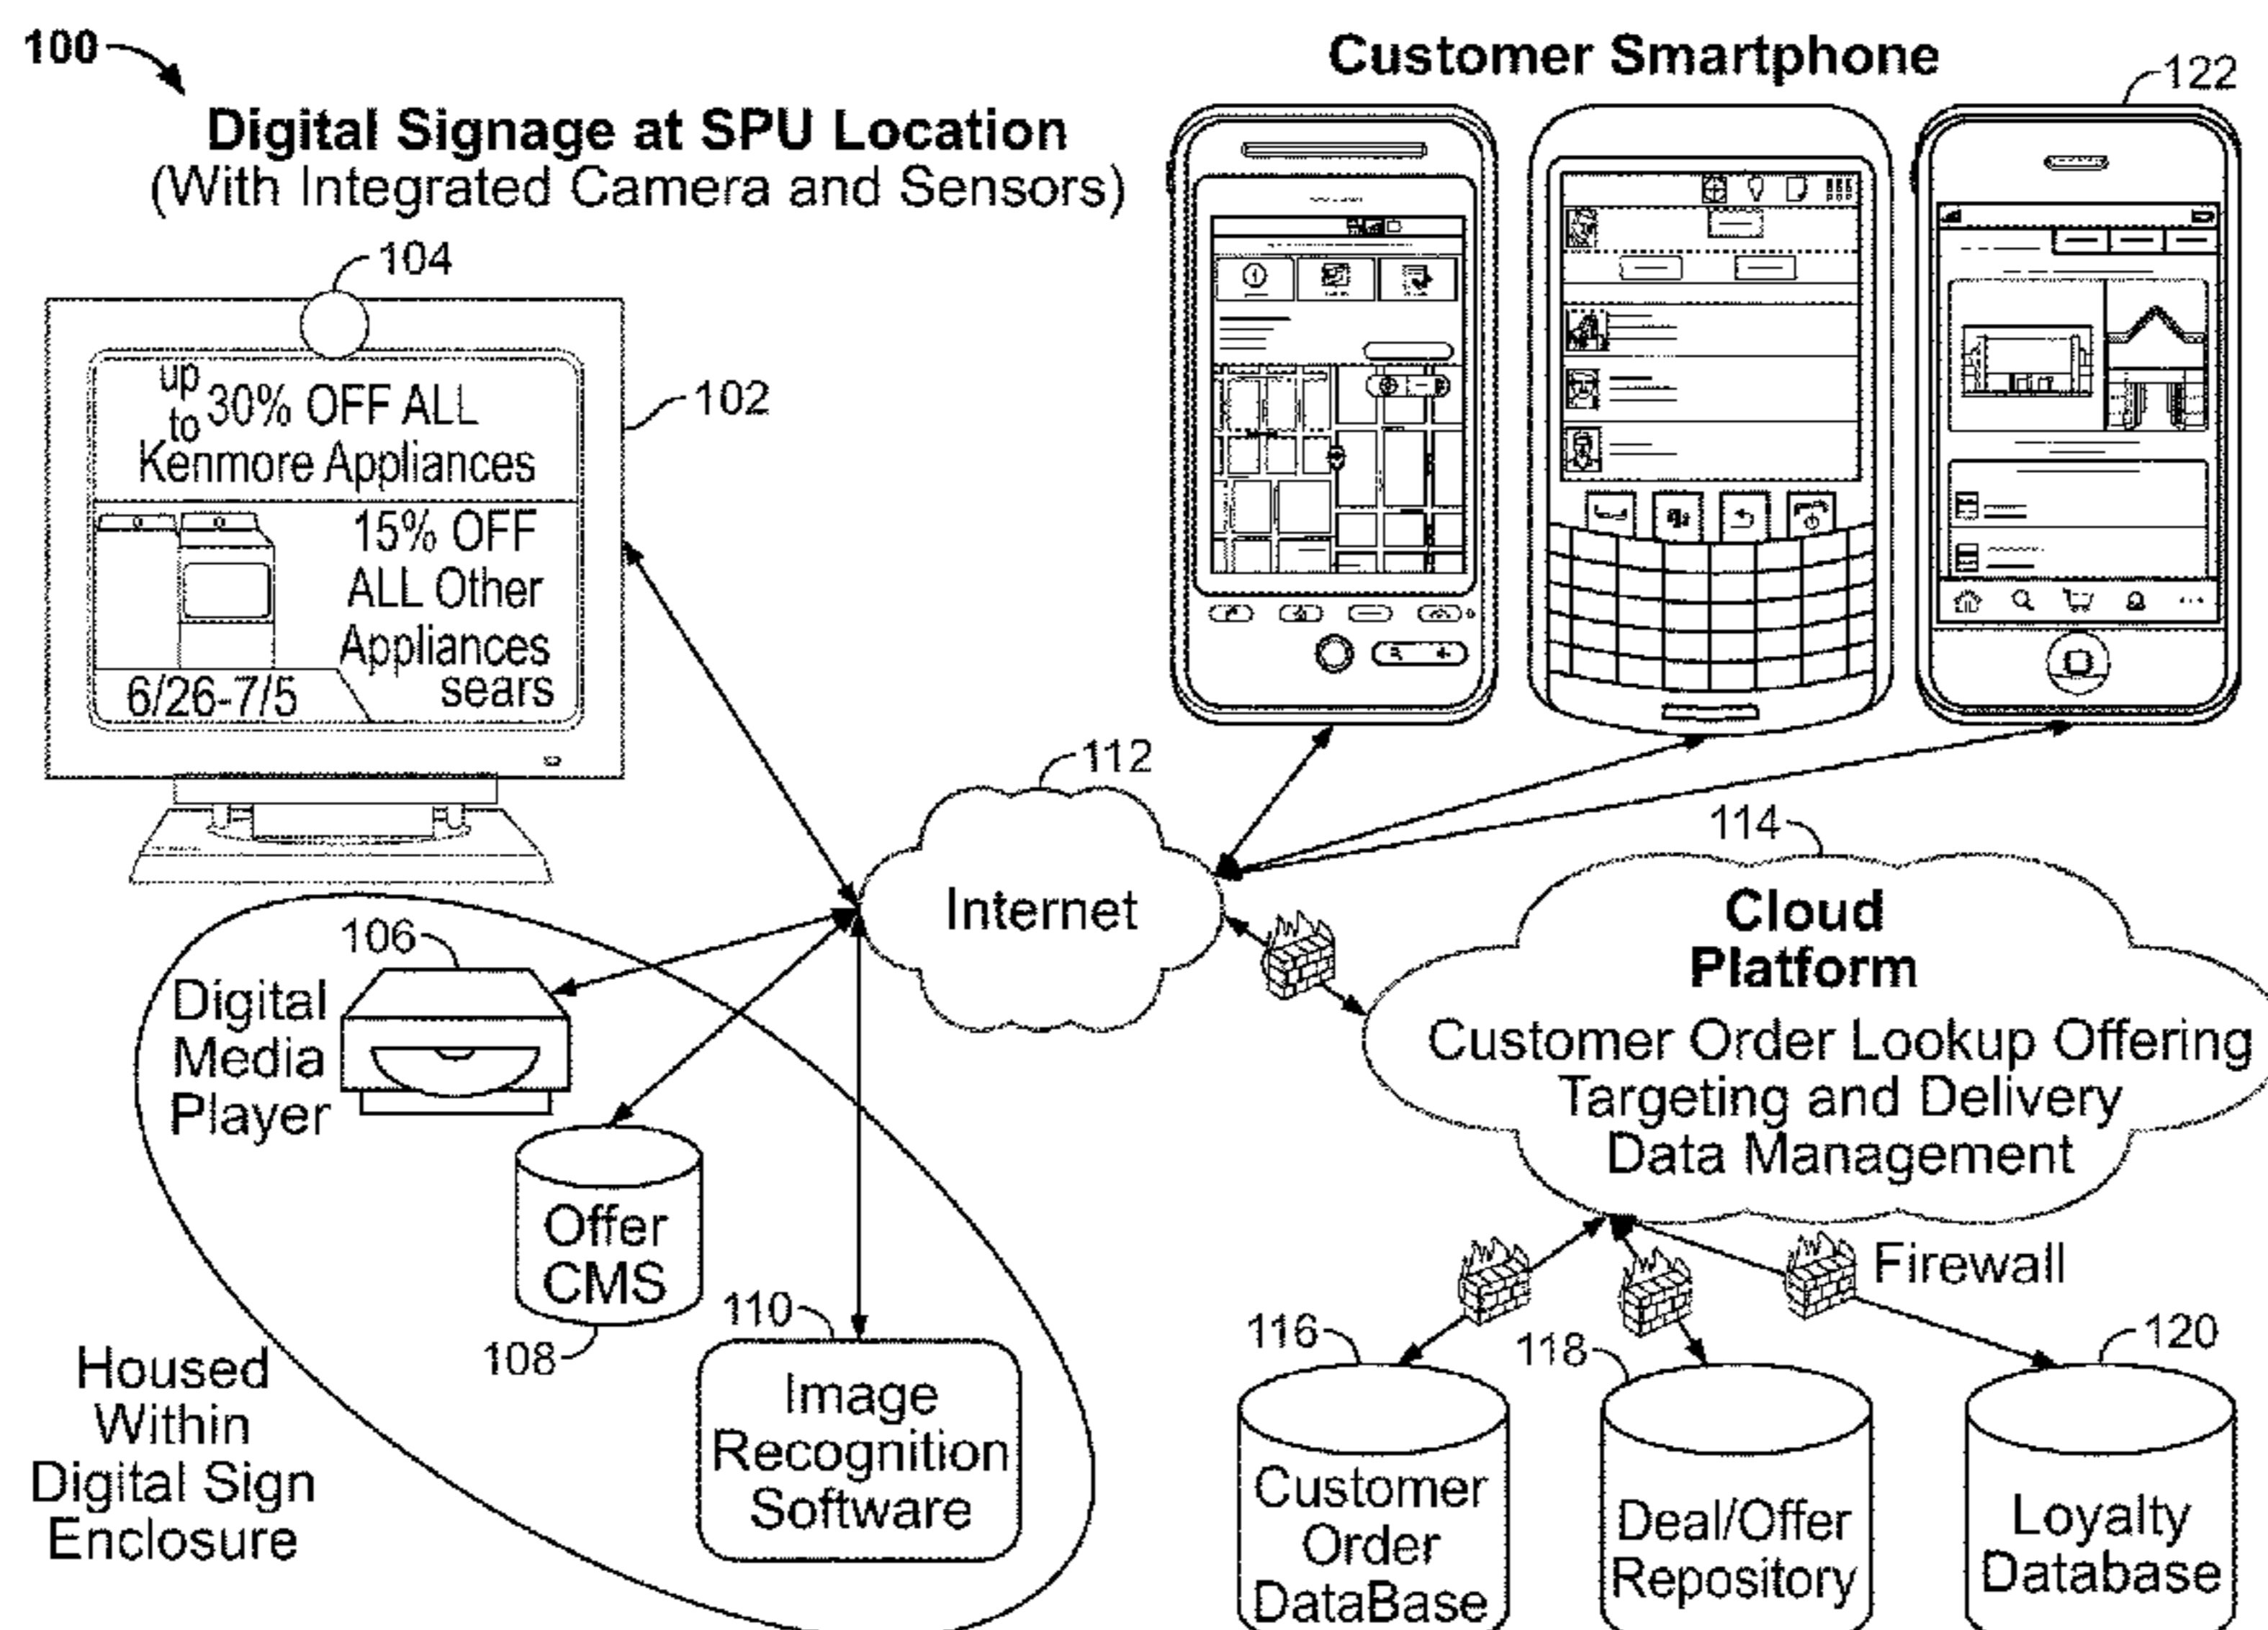 100
Digital Signage at SPU Location
(With Integrated Camera and Sensors)
104
up
to 30% OFF ALL
Kenmore Appliances
15% OFF
ALL Other
Appliances
sears
6/26-7/5
102
Customer Smartphone
122
112
Internet
114
Cloud
Platform
Customer Order Lookup Offering
Targeting and Delivery
Data Management
106
Digital
Media
Player
Offer
CMS
108
110
Image
Recognition
Software
Housed
Within
Digital Sign
Enclosure
Firewall
116
Customer
Order
DataBase
118
Deal/Offer
Repository
120
Loyalty
Database